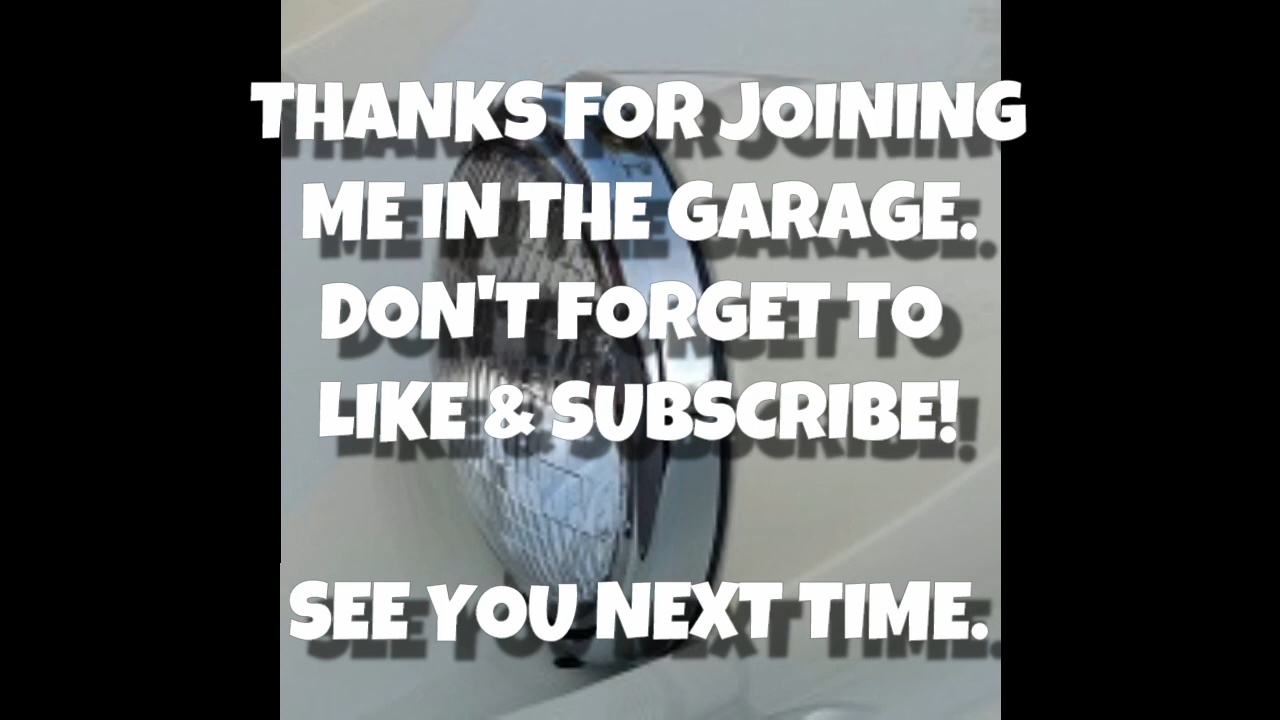 THANKS FOR JOINING
ME IN THE GARAGE.
DON'T FORGET TO
LIKE & SUBSCRIBE!
SEE YOU NEXT TIME.